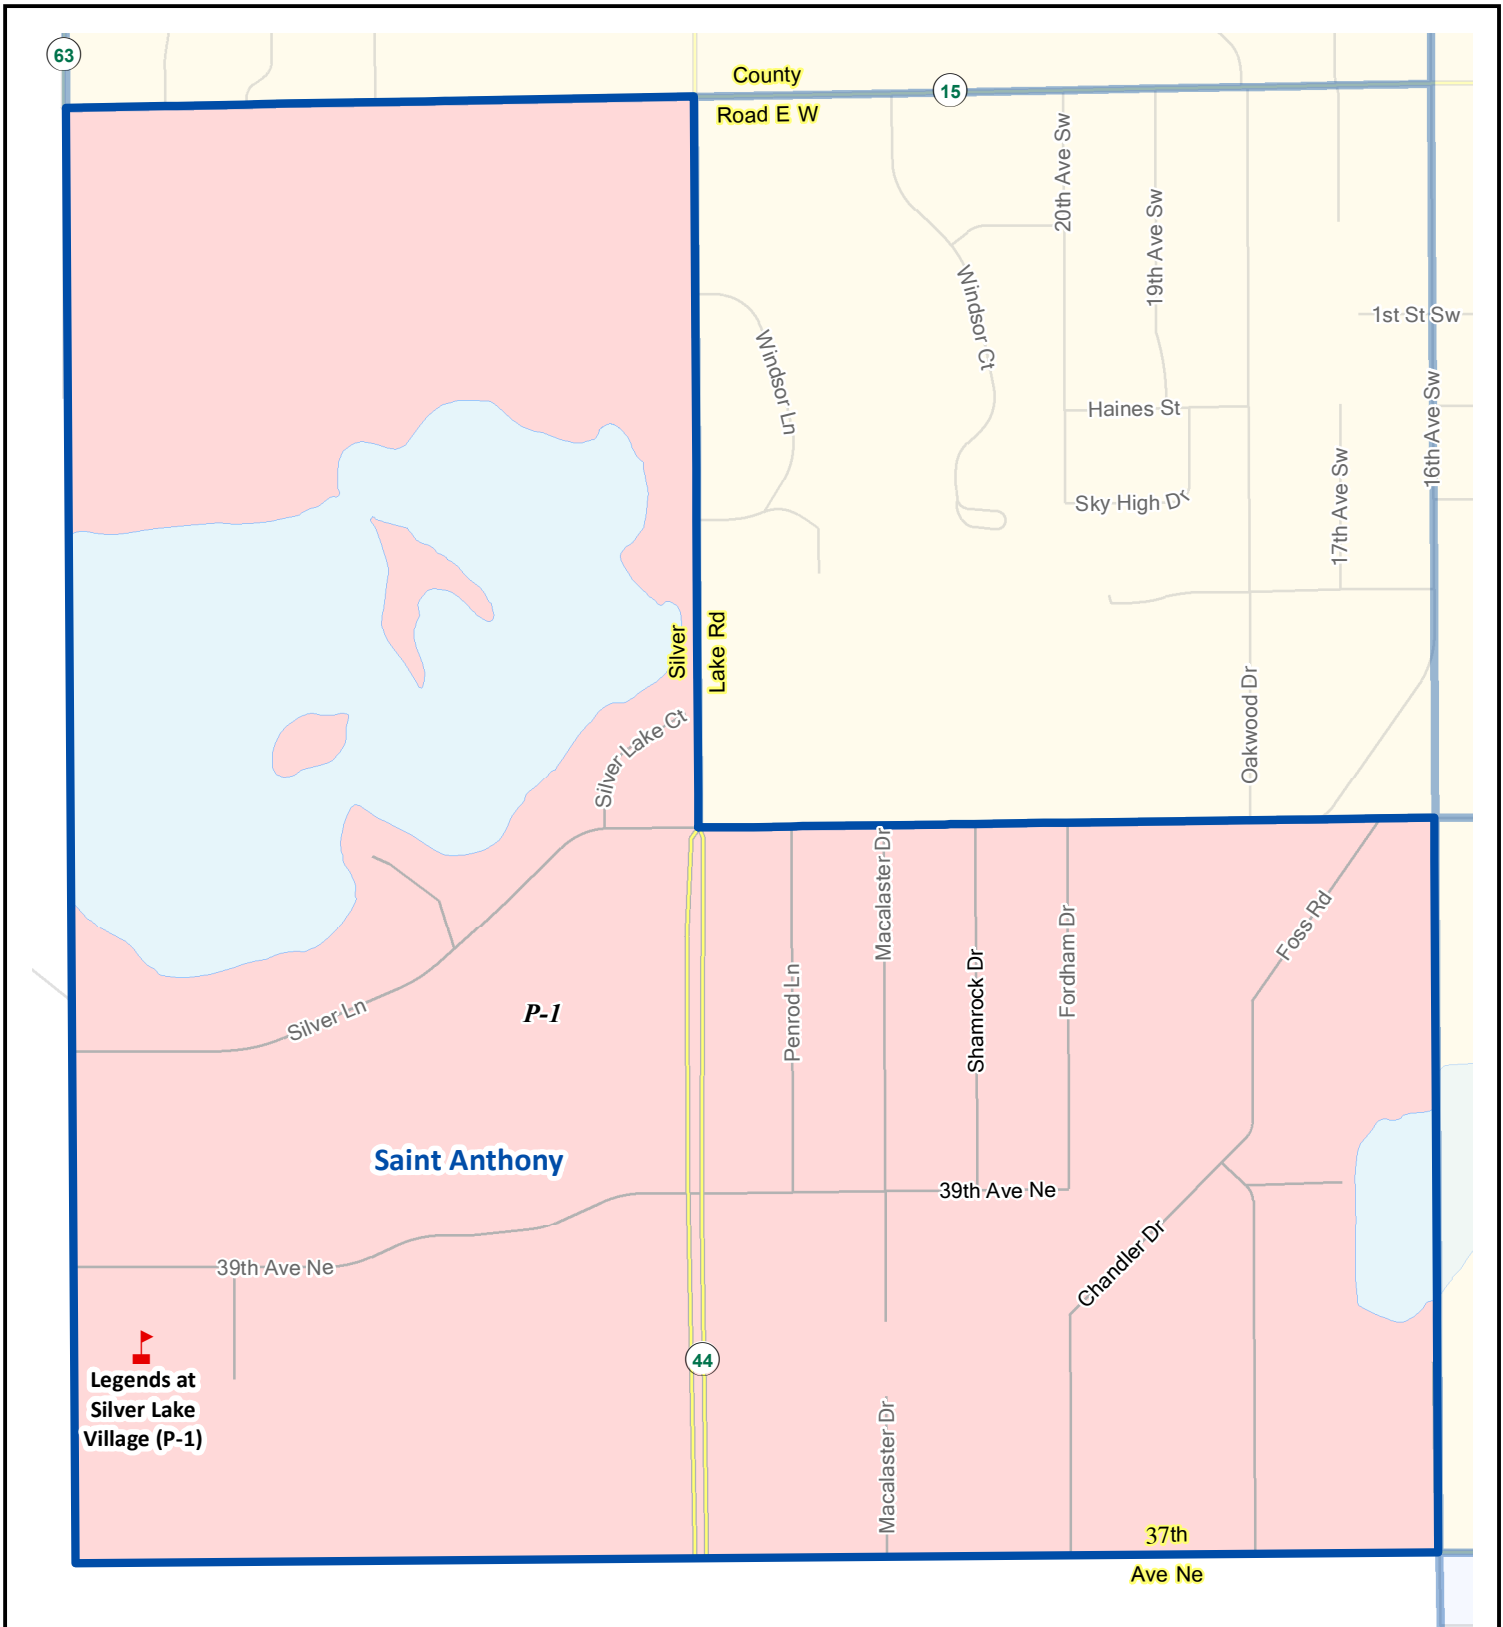 63
County
15
Road E W
20th Ave Sw
19th Ave Sw
Windsor Ct
1st St Sw
Windsor Ln
16th Ave Sw
Haines St
17th Ave Sw
Sky High Dr
Silver
Lake Rd
Oakwood Dr
Silver Lake Ct
Macalaster Dr
Foss Rd
Fordham Dr
Shamrock Dr
Penrod Ln
Silver Ln
P-1
Saint Anthony
39th Ave Ne
Chandler Dr
39th Ave Ne
44
Legends at
Silver Lake
Village (P-1)
Macalaster Dr
37th
Ave Ne